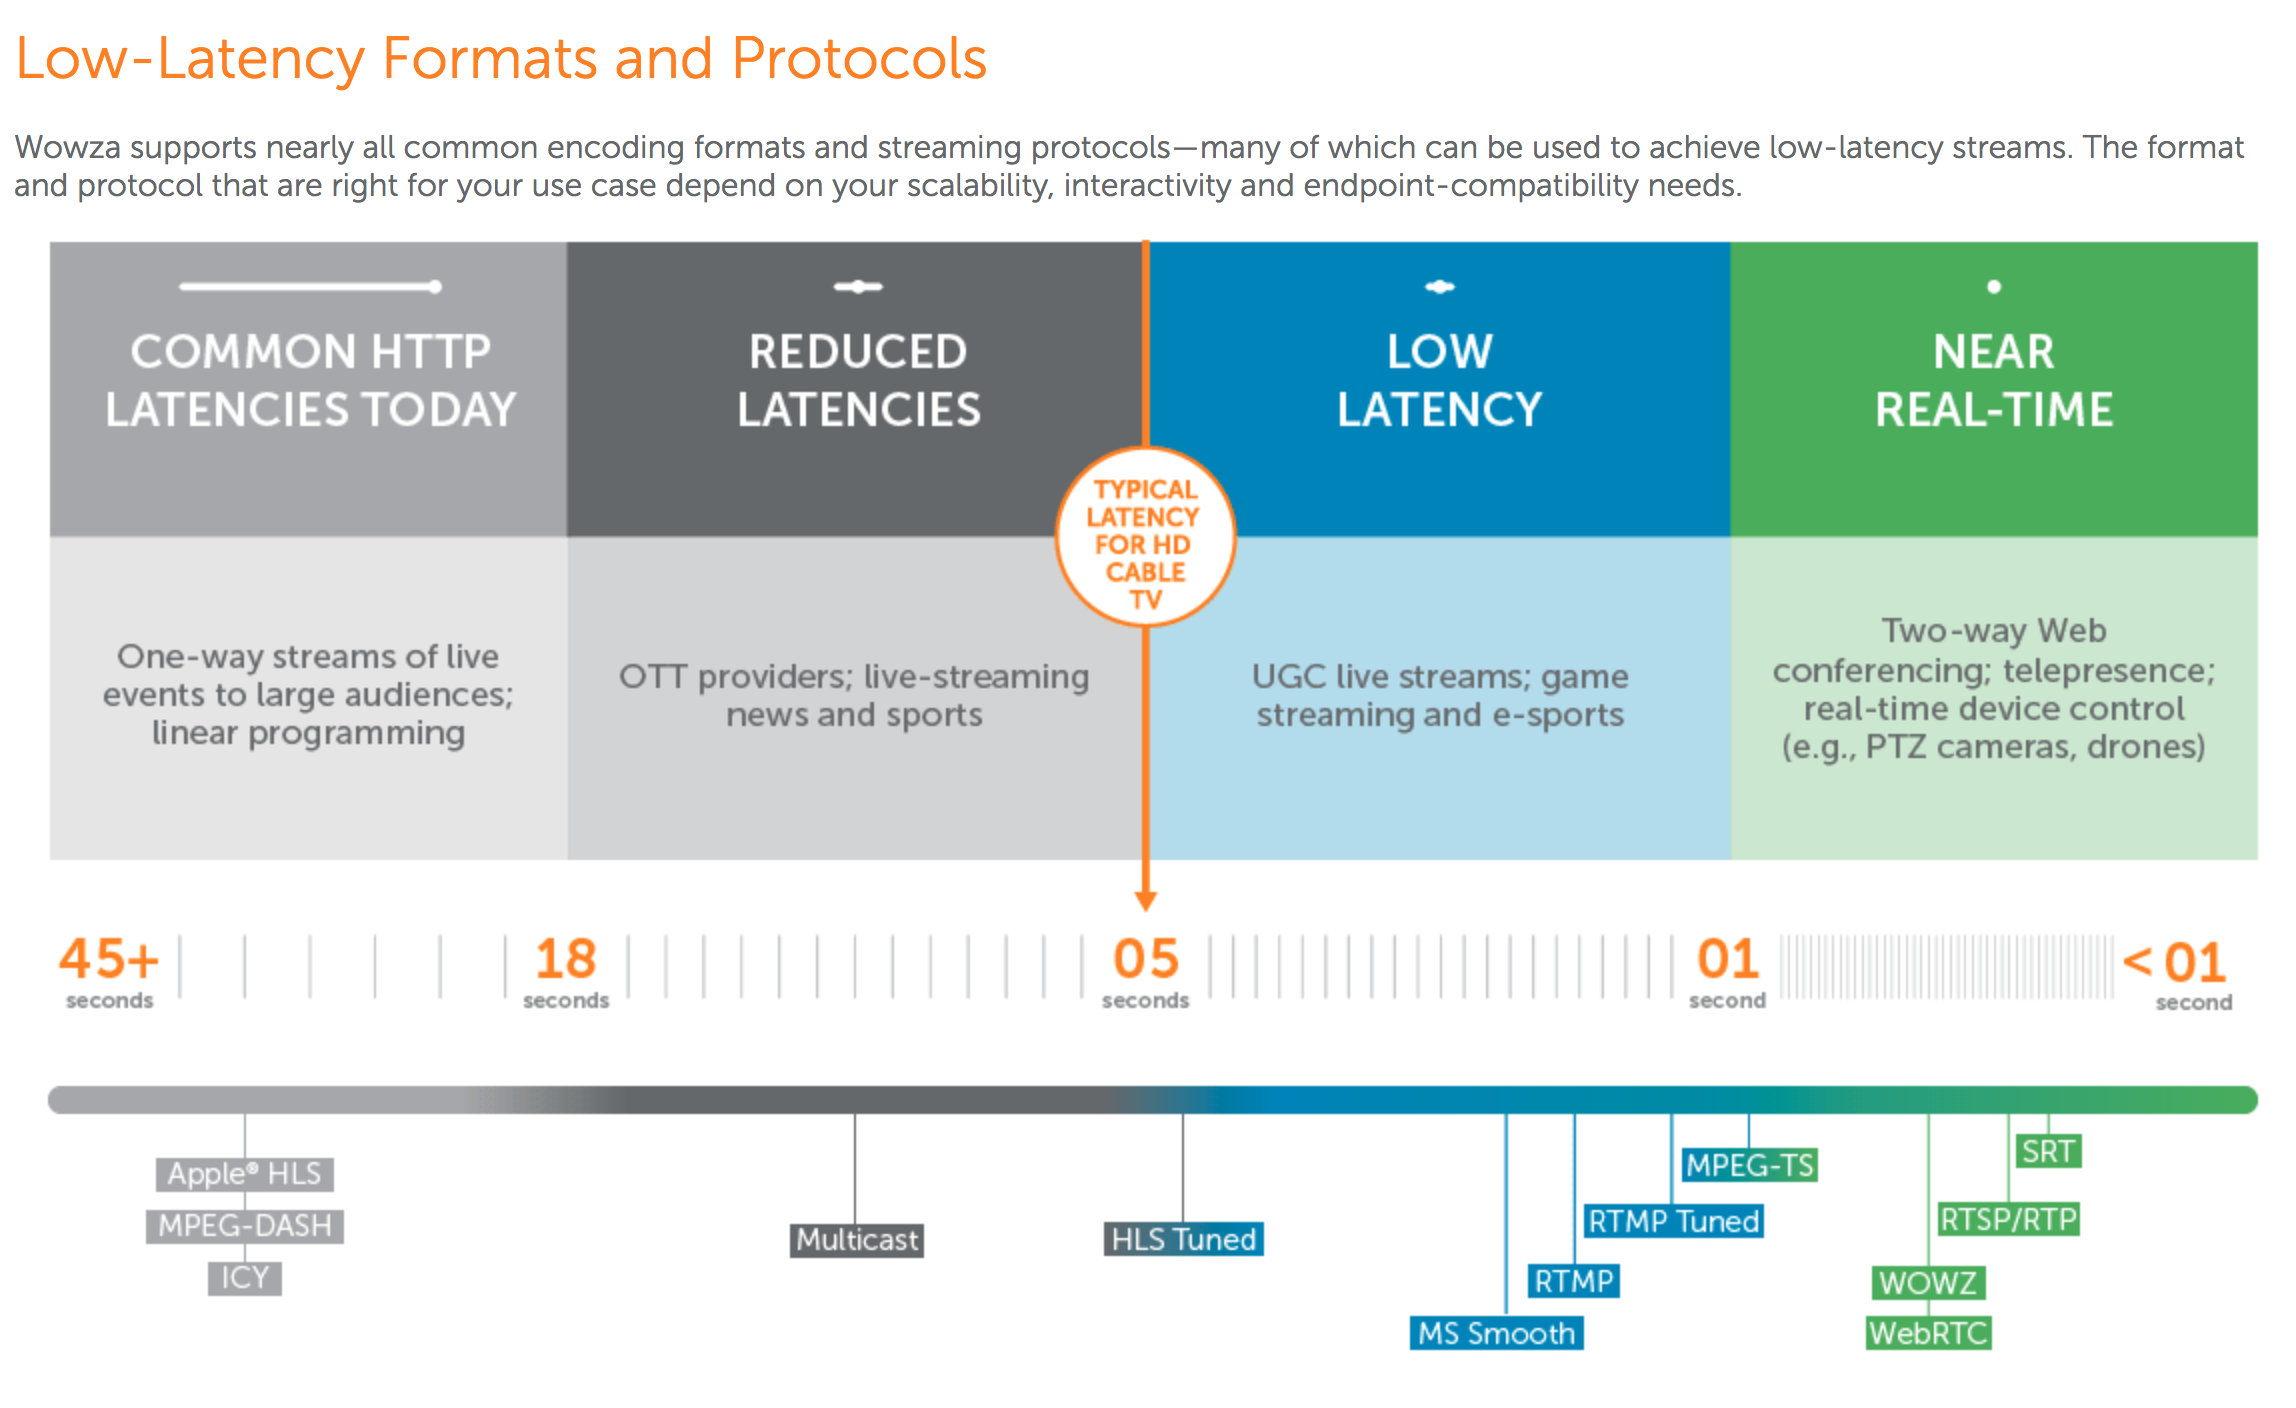 Low-Latency Formats and Protocols
Wowza supports nearly all common encoding formats and streaming protocols—many of which can be used to achieve low-latency streams. The format
and protocol that are right for your use case depend on your scalability, interactivity and endpoint-compatibility needs.
COMMON HTTP
LATENCIES TODAY
REDUCED
LATENCIES
LOW
LATENCY
NEAR
REAL-TIME
TYPICAL
LATENCY
FOR HD
CABLE
TV
One-way streams of live
events to large audiences;
linear programming
OTT providers; live-streaming
news and sports
UGC live streams; game
streaming and e-sports
Two-way Web
conferencing; telepresence;
real-time device control
(e.g., PTZ cameras, drones)
45+
seconds
18
seconds
05
seconds
01
second
< 01
second
Apple® HLS
MPEG-DASH
ICY
Multicast
HLS Tuned
MS Smooth
RTMP
RTMP Tuned
MPEG-TS
WOWZ
WebRTC
RTSP/RTP
SRT